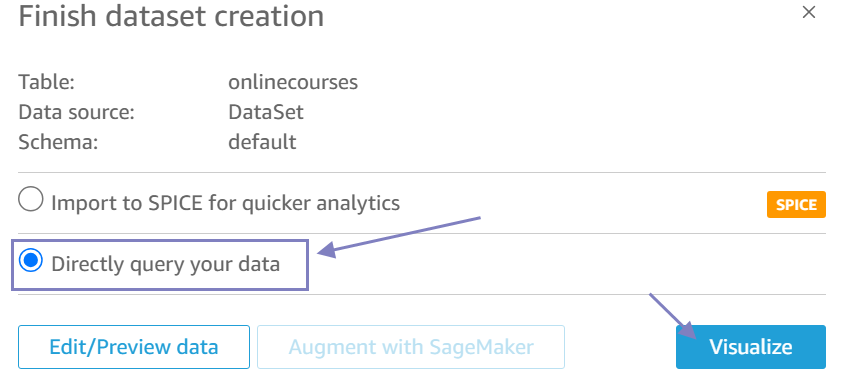 Finish dataset creation ×
Table: onlinecourses
Data source: DataSet
Schema: default
Import to SPICE for quicker analytics SPICE
Directly query your data
Edit/Preview data Augment with SageMaker Visualize